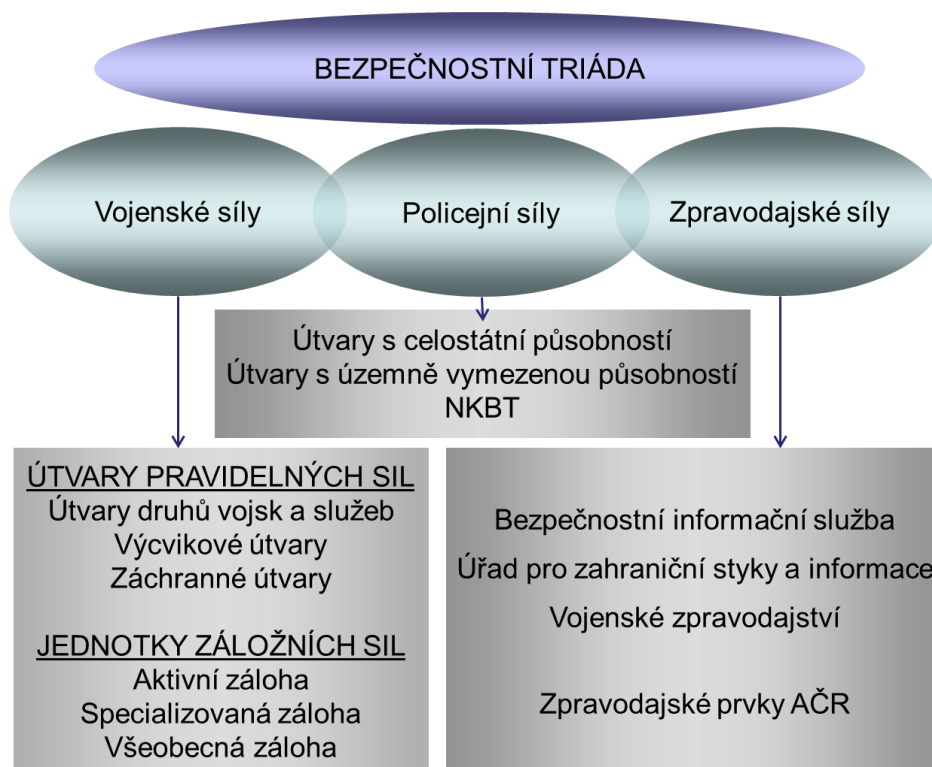 BEZPEČNOSTNÍ TRIÁDA
Vojenské síly
Policejní síly
Zpravodajské síly
Útvary s celostátní působností
Útvary s územně vymezenou působností
NKBT
ÚTVARY PRAVIDELNÝCH SIL
Útvary druhů vojsk a služeb
Výcvikové útvary
Záchranné útvary
JEDNOTKY ZÁLOŽNÍCH SIL
Aktivní záloha
Specializovaná záloha
Všeobecná záloha
Bezpečnostní informační služba
Úřad pro zahraniční styky a informace
Vojenské zpravodajství
Zpravodajské prvky AČR